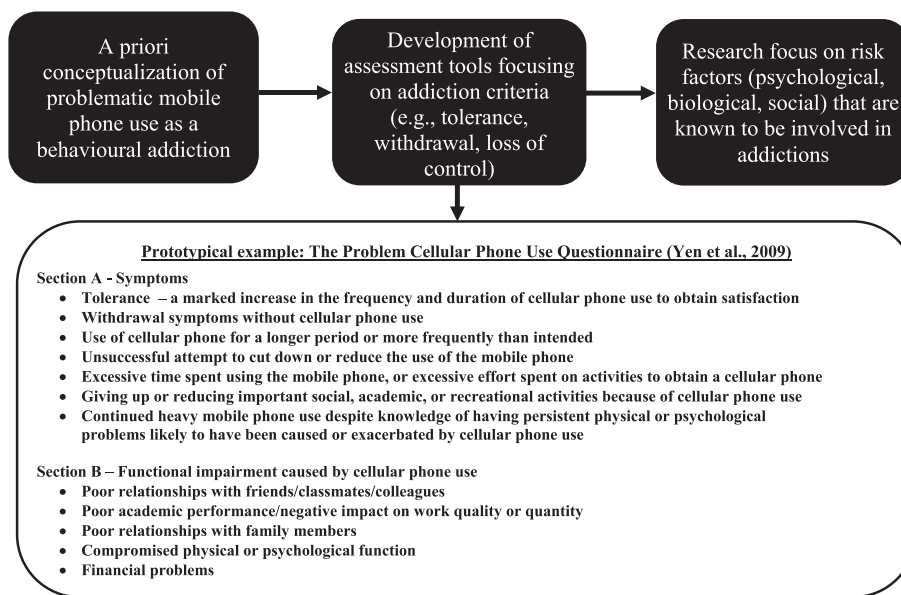 A priori
conceptualization of
problematic mobile
phone use as a
behavioural addiction
Development of
assessment tools focusing
on addiction criteria
(e.g., tolerance,
withdrawal, loss of
control)
Research focus on risk
factors (psychological,
biological, social) that are
known to be involved in
addictions
Prototypical example: The Problem Cellular Phone Use Questionnaire (Yen et al., 2009)
Section A - Symptoms
• Tolerance – a marked increase in the frequency and duration of cellular phone use to obtain satisfaction
• Withdrawal symptoms without cellular phone use
• Use of cellular phone for a longer period or more frequently than intended
• Unsuccessful attempt to cut down or reduce the use of the mobile phone
• Excessive time spent using the mobile phone, or excessive effort spent on activities to obtain a cellular phone
• Giving up or reducing important social, academic, or recreational activities because of cellular phone use
• Continued heavy mobile phone use despite knowledge of having persistent physical or psychological
problems likely to have been caused or exacerbated by cellular phone use
Section B – Functional impairment caused by cellular phone use
• Poor relationships with friends/classmates/colleagues
• Poor academic performance/negative impact on work quality or quantity
• Poor relationships with family members
• Compromised physical or psychological function
• Financial problems